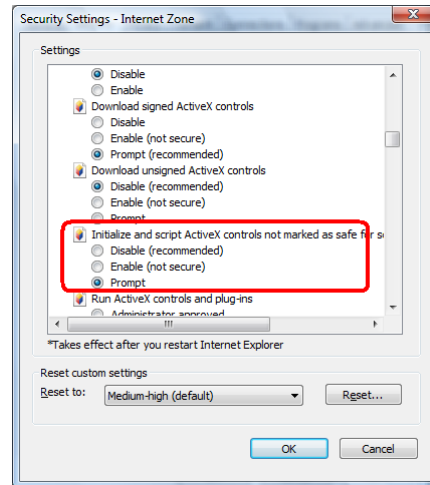 Security Settings - Internet Zone
Settings
Disable
Enable
Download signed ActiveX controls
Disable
Enable (not secure)
Prompt (recommended)
Download unsigned ActiveX controls
Disable (recommended)
Enable (not secure)
Prompt
Initialize and script ActiveX controls not marked as safe for s
Disable (recommended)
Enable (not secure)
Prompt
Run ActiveX controls and plug-ins
Administrator approved
*Takes effect after you restart Internet Explorer
Reset custom settings
Reset to:
Medium-high (default)
Reset...
OK
Cancel